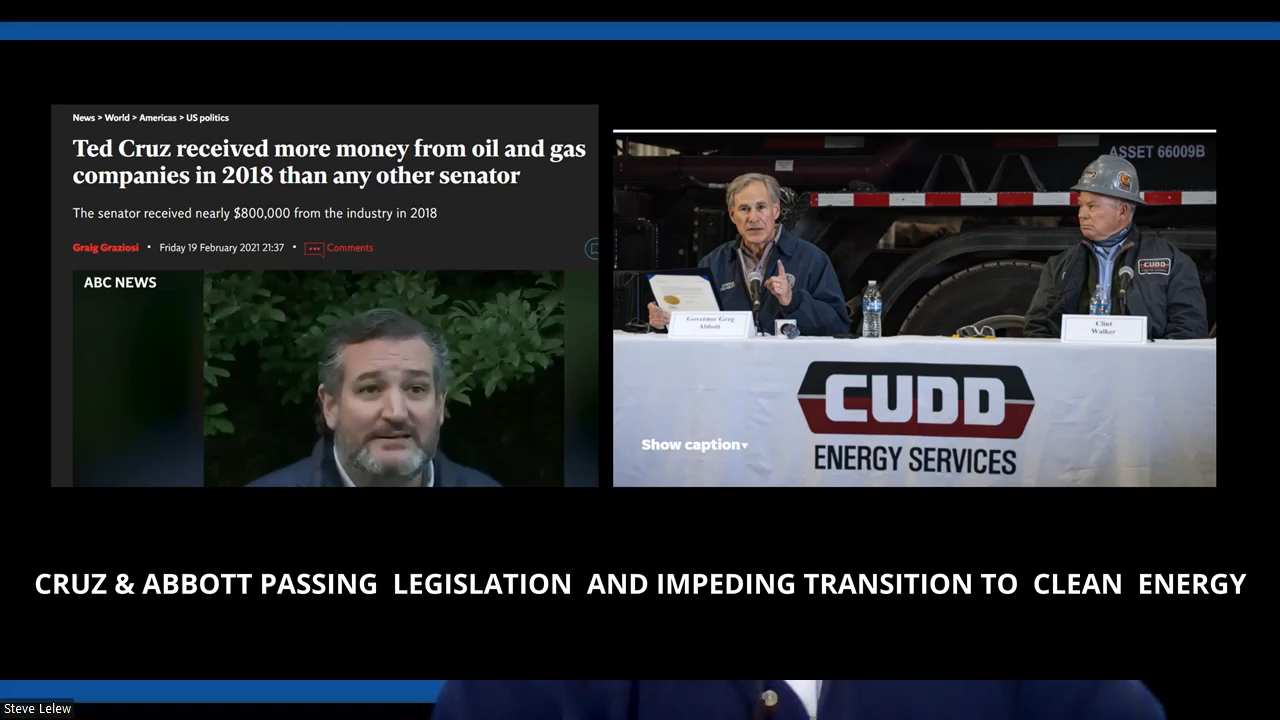 News > World > Americas > US politics
Ted Cruz received more money from oil and gas
companies in 2018 than any other senator
The senator received nearly $800,000 from the industry in 2018
Graig Graziosi • Friday 19 February 2021 21:37 • Comments
ABC NEWS
ASSET 66009B
CUDD
Governor Greg
Abbott
Clint
Walker
CUDD
ENERGY SERVICES
Show caption
CRUZ & ABBOTT PASSING LEGISLATION AND IMPEDING TRANSITION TO CLEAN ENERGY
Steve Lelew